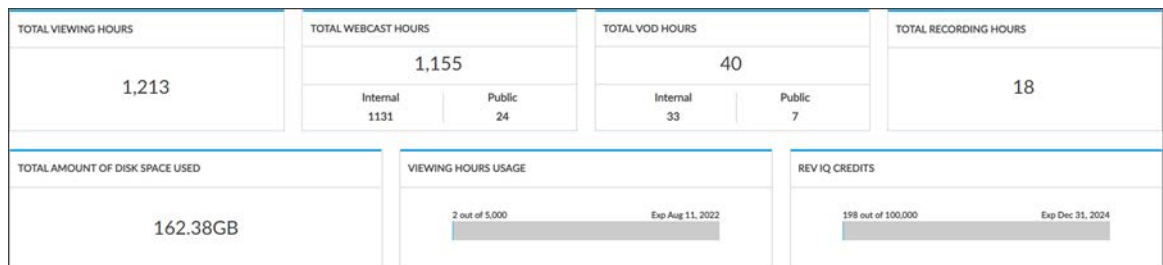 TOTAL VIEWING HOURS
1,213
TOTAL WEBCAST HOURS
1,155
Internal Public
1131 24
TOTAL VOD HOURS
40
Internal Public
33 7
TOTAL RECORDING HOURS
18
TOTAL AMOUNT OF DISK SPACE USED
162.38GB
VIEWING HOURS USAGE
2 out of 5,000 Exp Aug 11, 2022
REV IQ CREDITS
198 out of 100,000 Exp Dec 31, 2024